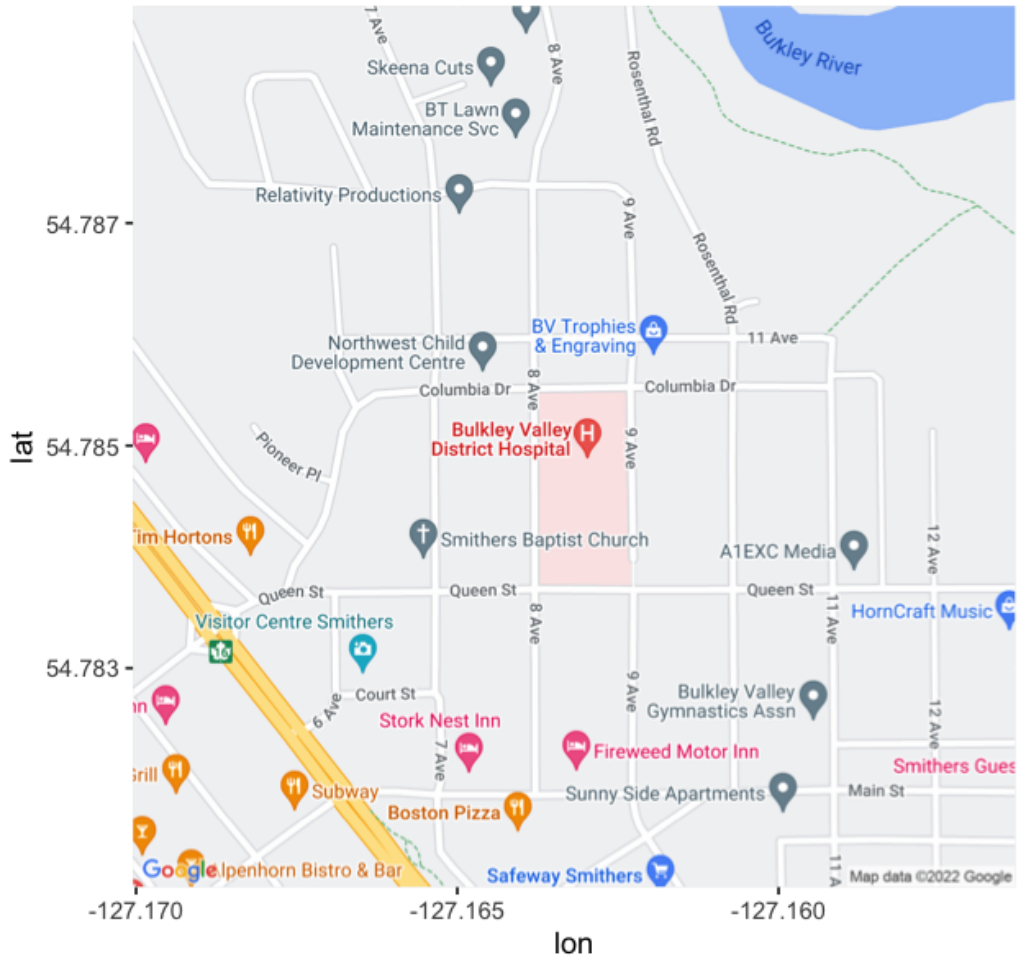 7 Ave
8 Ave
Bulkley River
Skeena Cuts
Rosenthal Rd
BT Lawn
Maintenance Svc
Relativity Productions
54.787
9 Ave
Rosenthal Rd
Northwest Child
Development Centre
BV Trophies
& Engraving
11 Ave
Columbia Dr
8 Ave
Columbia Dr
lat
54.785
Pioneer Pl
Bulkley Valley
District Hospital
H
9 Ave
Tim Hortons
Smithers Baptist Church
A1EXC Media
12 Ave
Queen St
Queen St
Queen St
Visitor Centre Smithers
8 Ave
11 Ave
HornCraft Music
16
54.783
nn
6 Ave
Court St
9 Ave
Bulkley Valley
Gymnastics Assn
12 Ave
Stork Nest Inn
7 Ave
Fireweed Motor Inn
Smithers Gues
Grill
Subway
Boston Pizza
Sunny Side Apartments
Main St
Google
Alpenhorn Bistro & Bar
Safeway Smithers
11 A
Map data ©2022 Google
-127.170
-127.165
-127.160
lon